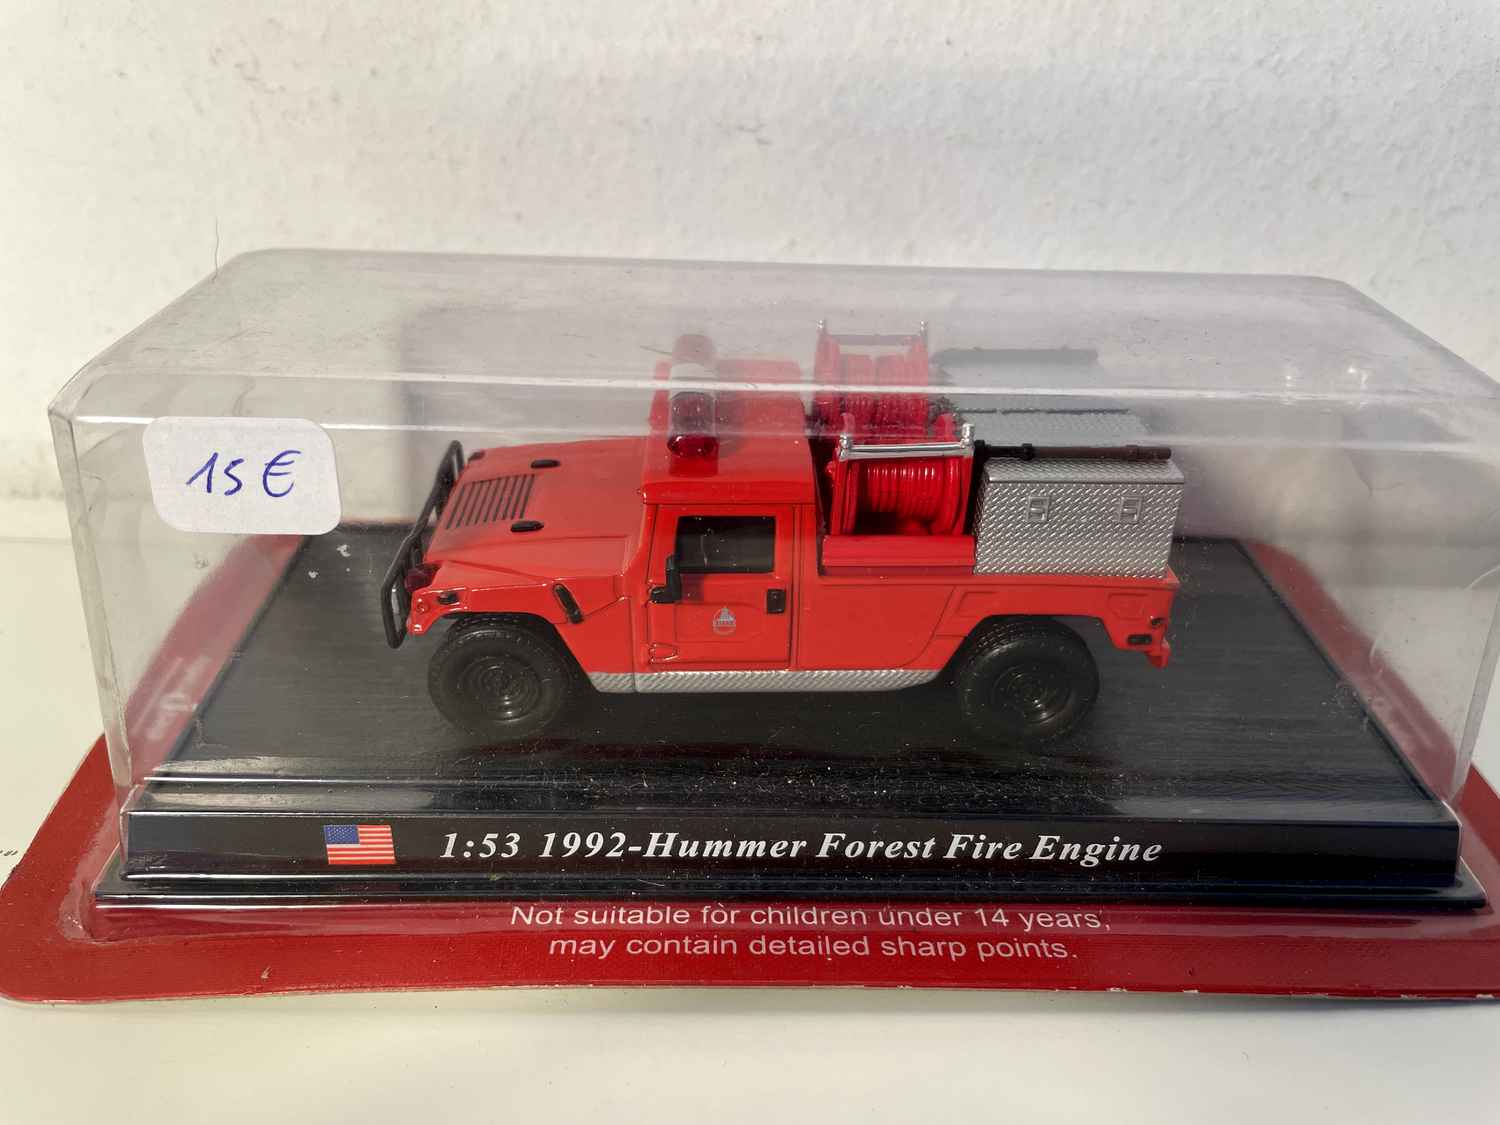 15 €
1:53 1992-Hummer Forest Fire Engine
Not suitable for children under 14 years,
may contain detailed sharp points.